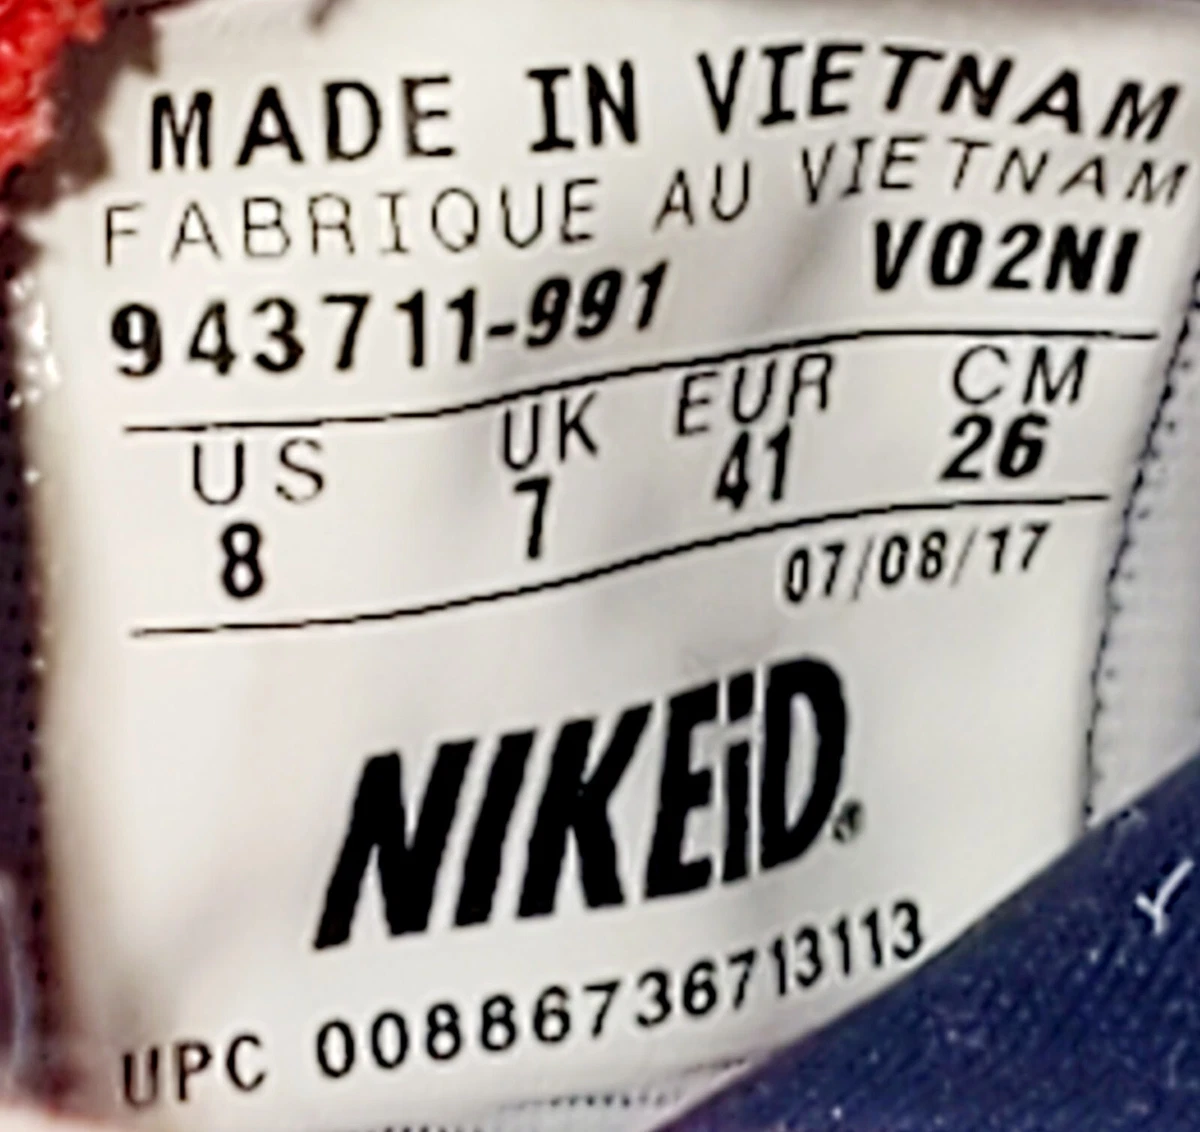 MADE IN VIETNAM
FABRIQUE AU VIETNAM
943711-991 V02NI
US UK EUR CM
8 7 41 26
07/08/17
NIKEiD®
UPC 00886736713113